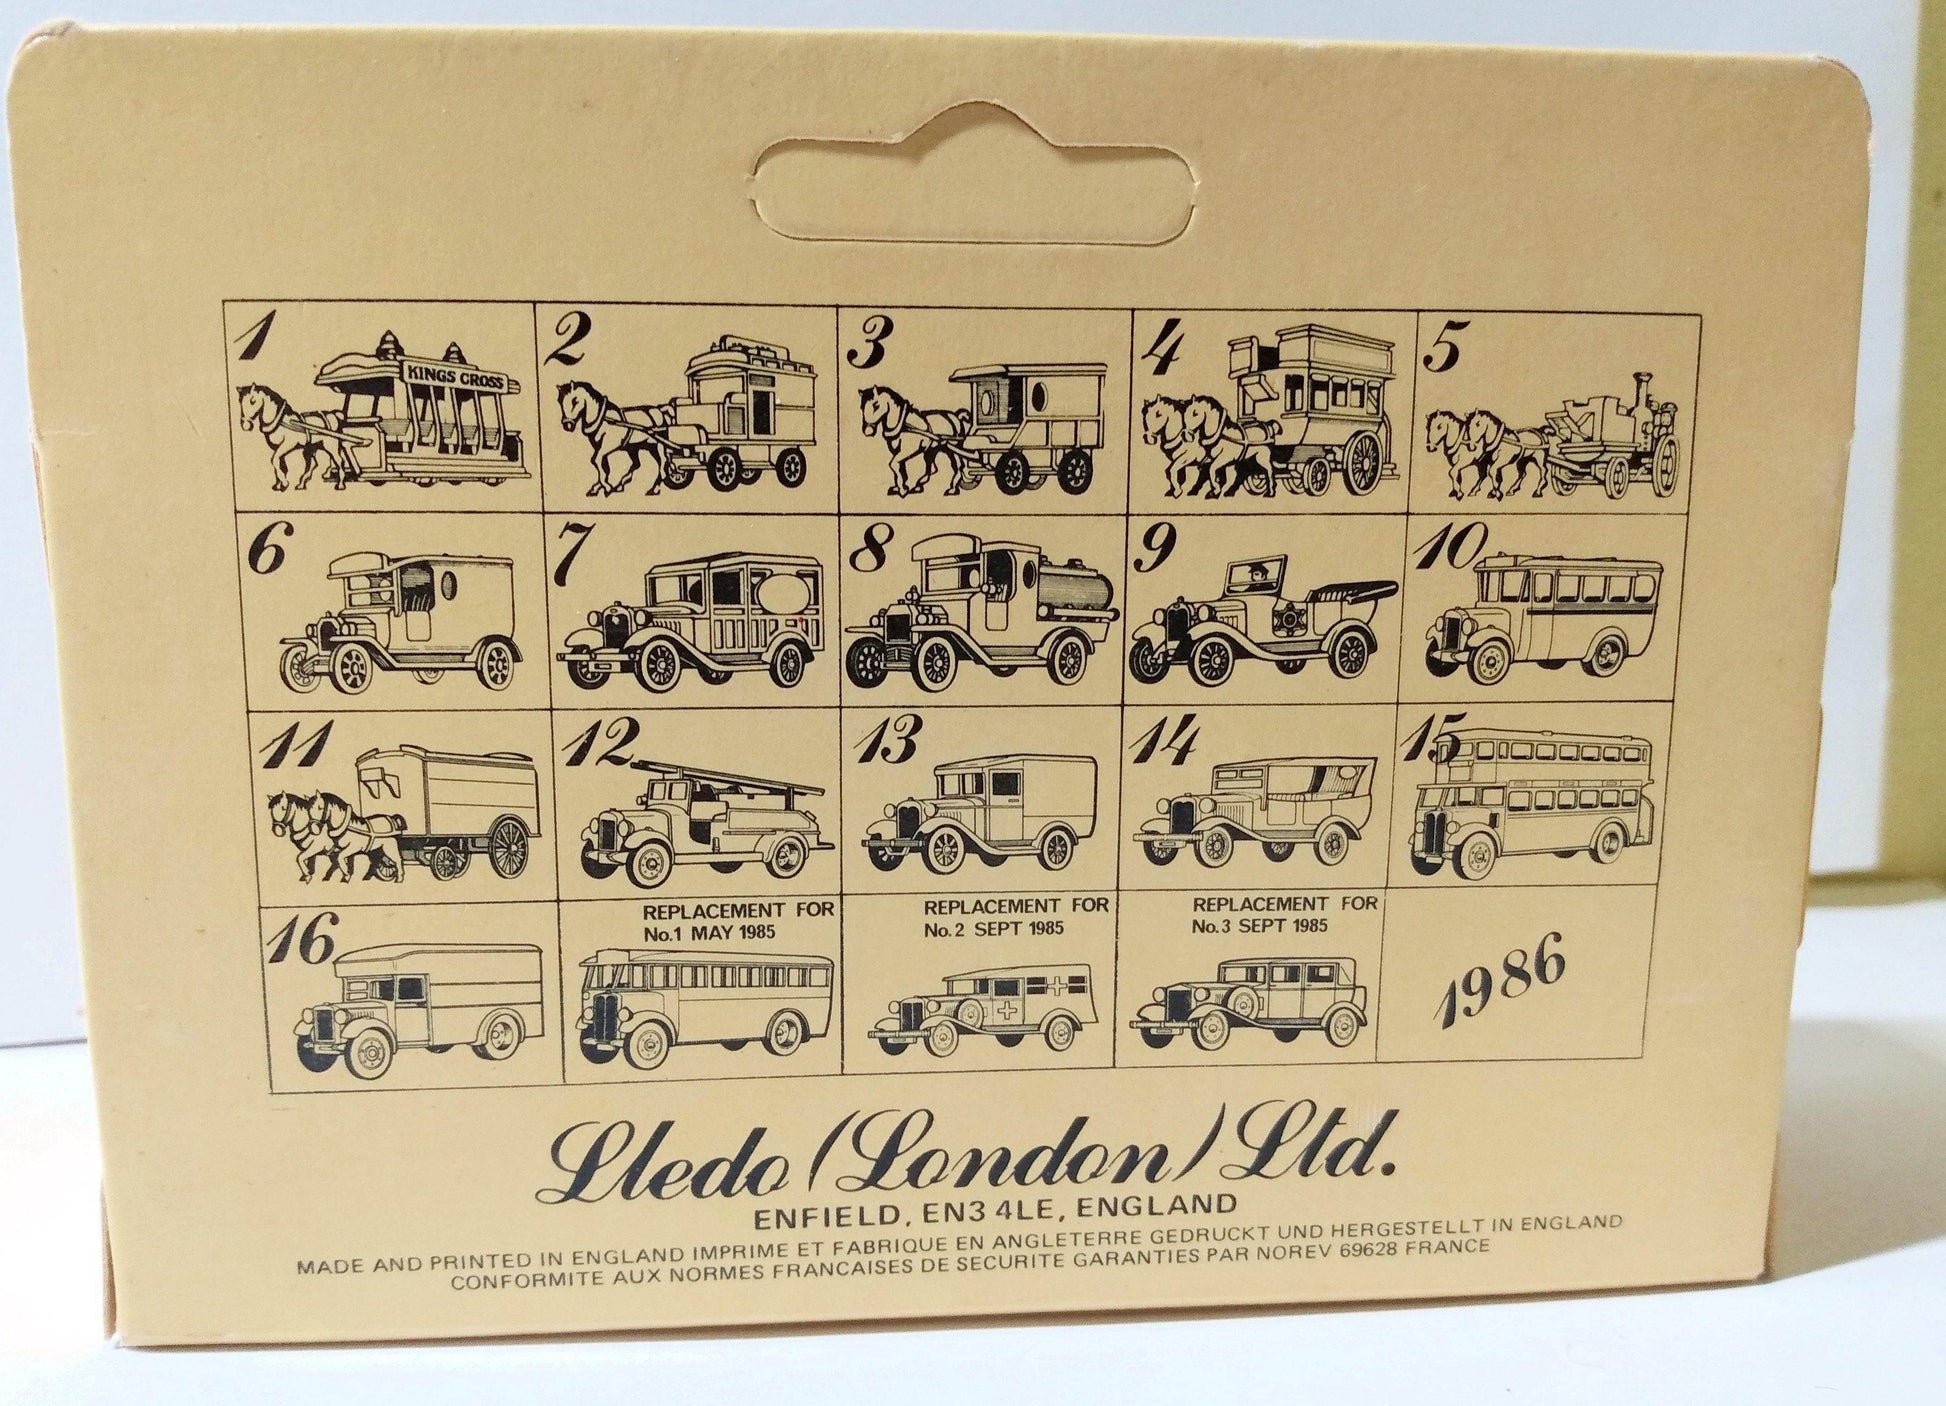 1
KINGS CROSS
2
3
4
5
6
7
8
9
10
11
12
13
14
15
16
REPLACEMENT FOR
No.1 MAY 1985
REPLACEMENT FOR
No.2 SEPT 1985
REPLACEMENT FOR
No.3 SEPT 1985
1986
Lledo (London) Ltd.
ENFIELD, EN3 4LE, ENGLAND
MADE AND PRINTED IN ENGLAND IMPRIME ET FABRIQUE EN ANGLETERRE GEDRUCKT UND HERGESTELLT IN ENGLAND
CONFORMITE AUX NORMES FRANCAISES DE SECURITE GARANTIES PAR NOREV 69628 FRANCE